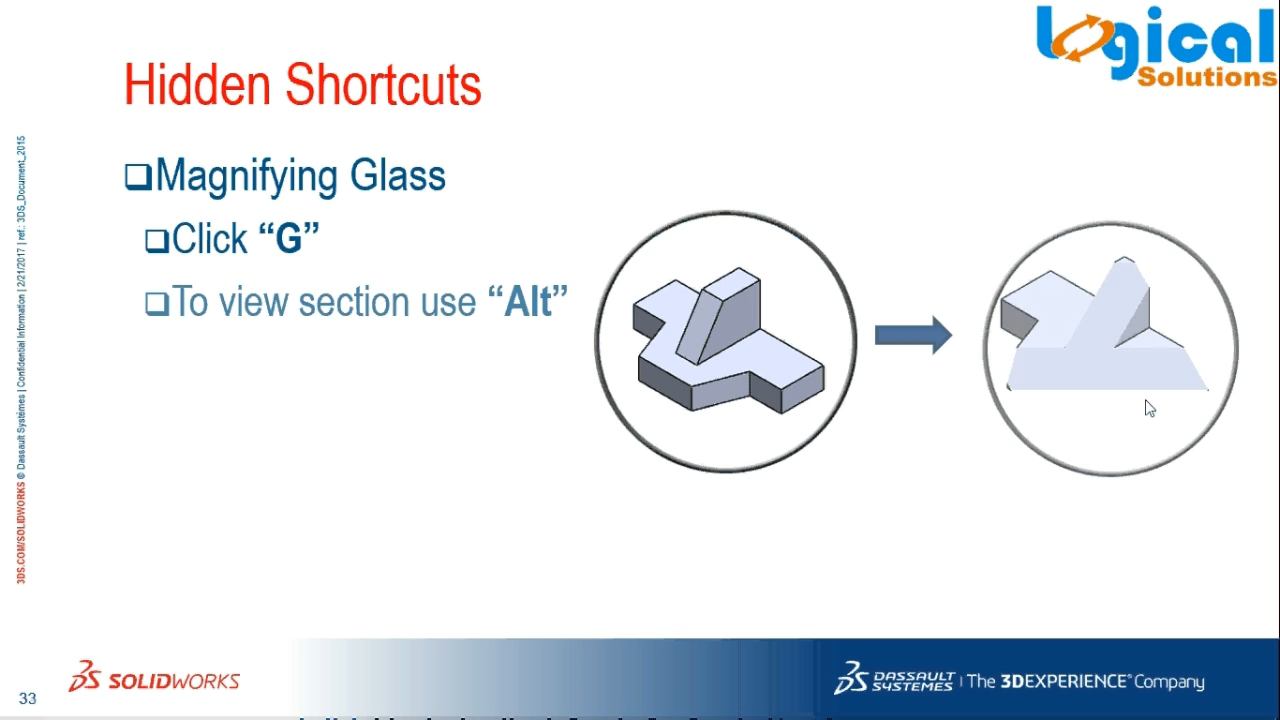 Logical
Solutions
Hidden Shortcuts
Magnifying Glass
Click “G”
To view section use “Alt”
3DS.COM/SOLIDWORKS © Dassault Systèmes | Confidential Information | 2/21/2017 | ref.: 3DS_Document_2015
33
SOLIDWORKS
DASSAULT SYSTEMES | The 3DEXPERIENCE® Company